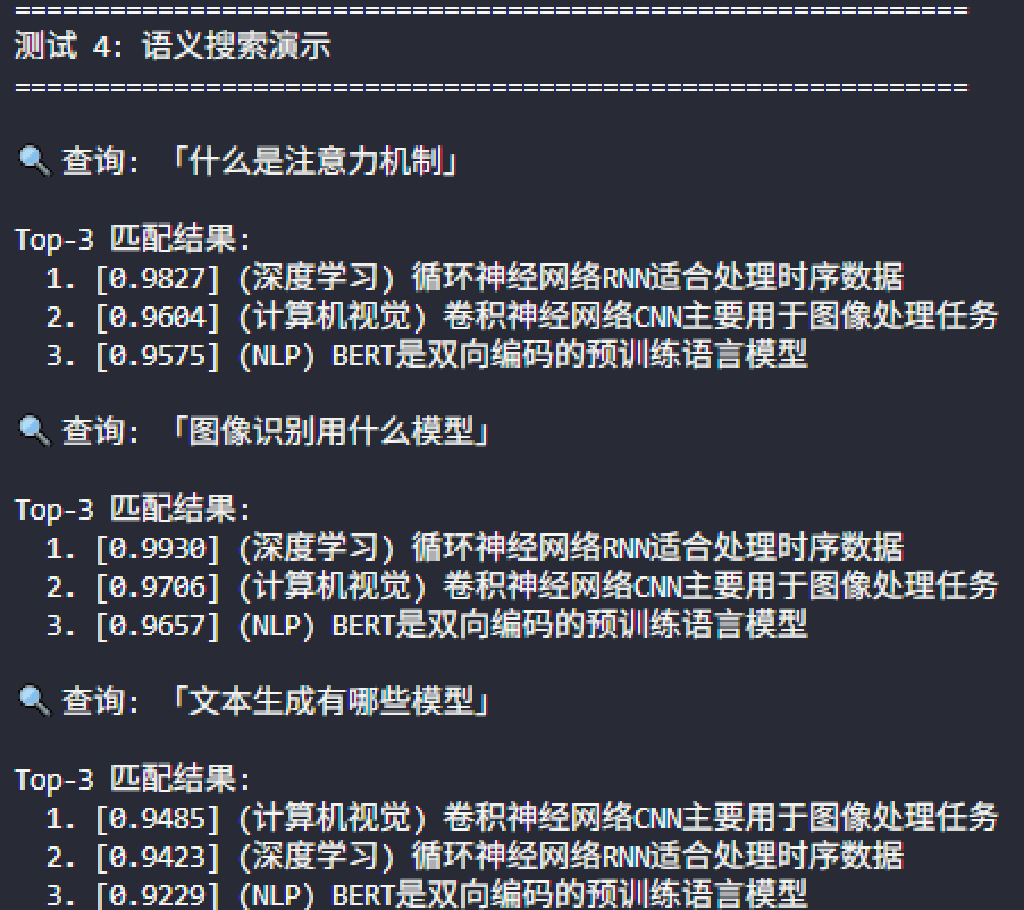 ============================================================
测试 4: 语义搜索演示
============================================================
🔍 查询: 「什么是注意力机制」
Top-3 匹配结果:
1. [0.9827] (深度学习) 循环神经网络RNN适合处理时序数据
2. [0.9604] (计算机视觉) 卷积神经网络CNN主要用于图像处理任务
3. [0.9575] (NLP) BERT是双向编码的预训练语言模型
🔍 查询: 「图像识别用什么模型」
Top-3 匹配结果:
1. [0.9930] (深度学习) 循环神经网络RNN适合处理时序数据
2. [0.9706] (计算机视觉) 卷积神经网络CNN主要用于图像处理任务
3. [0.9657] (NLP) BERT是双向编码的预训练语言模型
🔍 查询: 「文本生成有哪些模型」
Top-3 匹配结果:
1. [0.9485] (计算机视觉) 卷积神经网络CNN主要用于图像处理任务
2. [0.9423] (深度学习) 循环神经网络RNN适合处理时序数据
3. [0.9229] (NLP) BERT是双向编码的预训练语言模型